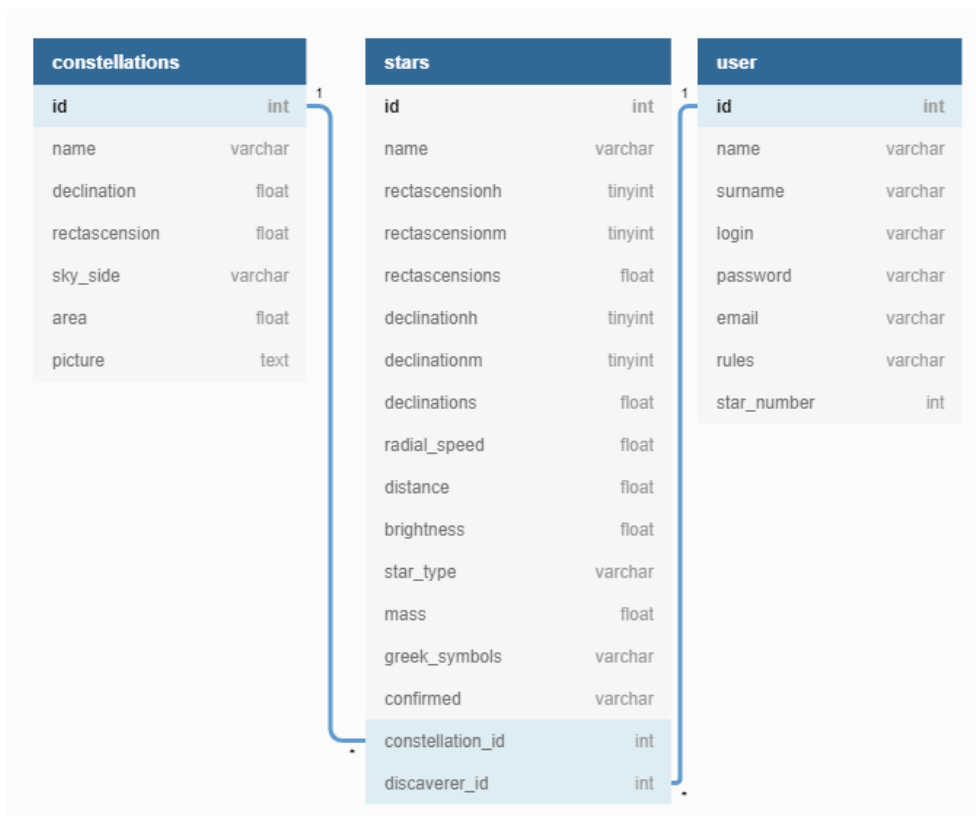 constellations
id int
name varchar
declination float
rectascension float
sky_side varchar
area float
picture text
1
*
stars
id int
name varchar
rectascensionh tinyint
rectascensionm tinyint
rectascensions float
declinationh tinyint
declinationm tinyint
declinations float
radial_speed float
distance float
brightness float
star_type varchar
mass float
greek_symbols varchar
confirmed varchar
constellation_id int
discaverer_id int
1
*
user
id int
name varchar
surname varchar
login varchar
password varchar
email varchar
rules varchar
star_number int